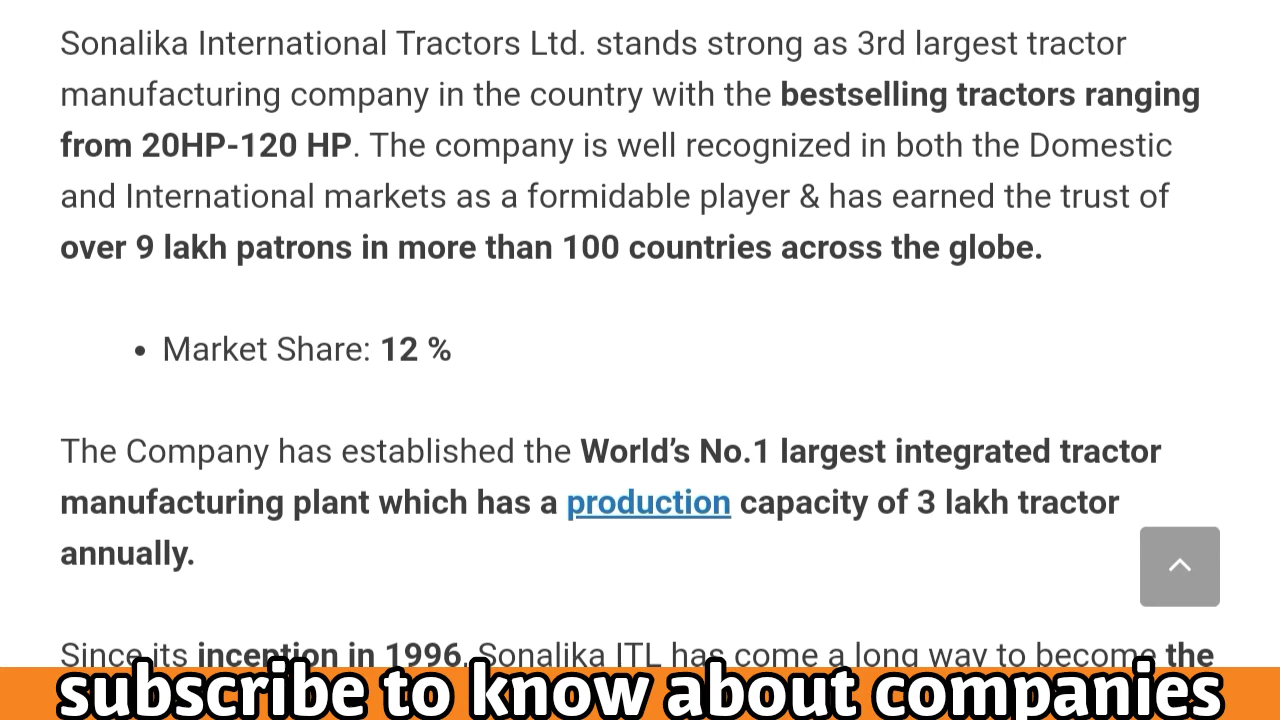 Sonalika International Tractors Ltd. stands strong as 3rd largest tractor
manufacturing company in the country with the bestselling tractors ranging
from 20HP-120 HP. The company is well recognized in both the Domestic
and International markets as a formidable player & has earned the trust of
over 9 lakh patrons in more than 100 countries across the globe.
• Market Share: 12 %
The Company has established the World’s No.1 largest integrated tractor
manufacturing plant which has a production capacity of 3 lakh tractor
annually.
Since its inception in 1996, Sonalika ITL has come a long way to become the
subscribe to know about companies